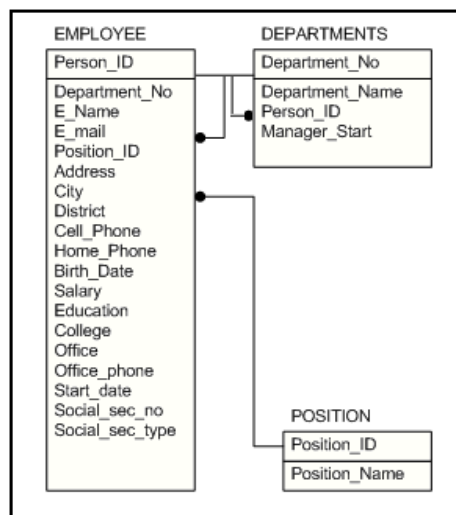 EMPLOYEE
Person_ID
Department_No
E_Name
E_mail
Position_ID
Address
City
District
Cell_Phone
Home_Phone
Birth_Date
Salary
Education
College
Office
Office_phone
Start_date
Social_sec_no
Social_sec_type
DEPARTMENTS
Department_No
Department_Name
Person_ID
Manager_Start
POSITION
Position_ID
Position_Name